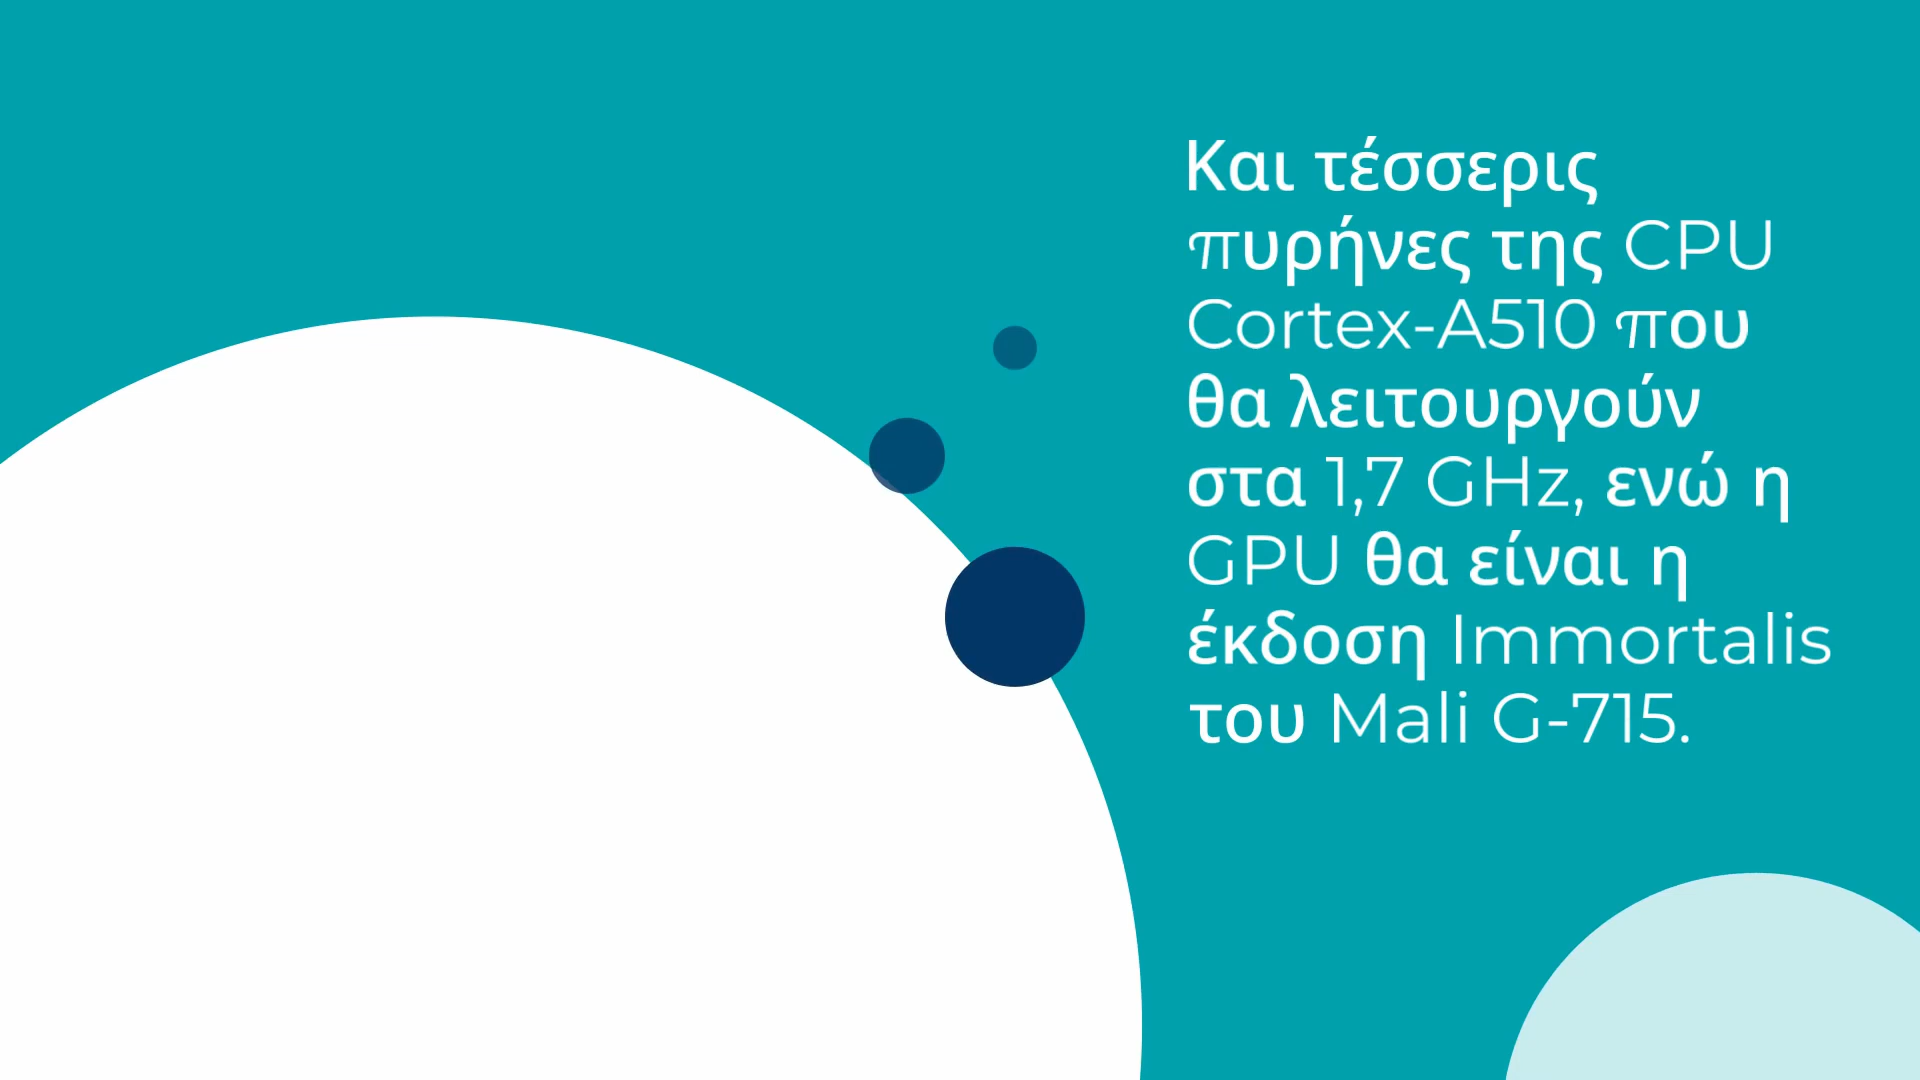 Και τέσσερις
πυρήνες της CPU
Cortex-A510 που
θα λειτουργούν
στα 1,7 GHz, ενώ η
GPU θα είναι η
έκδοση Immortalis
του Mali G-715.